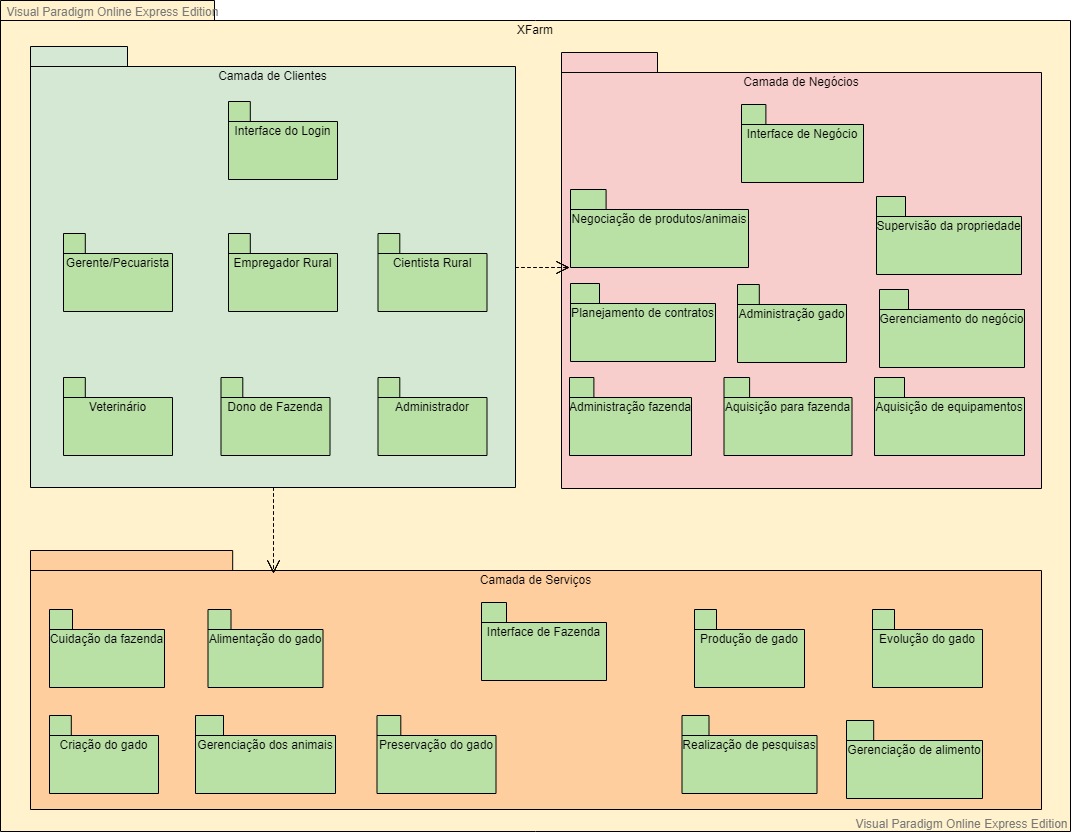 Visual Paradigm Online Express Edition
XFarm
Camada de Clientes
Interface do Login
Gerente/Pecuarista
Empregador Rural
Cientista Rural
Veterinário
Dono de Fazenda
Administrador
Camada de Negócios
Interface de Negócio
Negociação de produtos/animais
Supervisão da propriedade
Planejamento de contratos
Administração gado
Gerenciamento do negócio
Administração fazenda
Aquisição para fazenda
Aquisição de equipamentos
Camada de Serviços
Cuidação da fazenda
Alimentação do gado
Interface de Fazenda
Produção de gado
Evolução do gado
Criação do gado
Gerenciação dos animais
Preservação do gado
Realização de pesquisas
Gerenciação de alimento
Visual Paradigm Online Express Edition